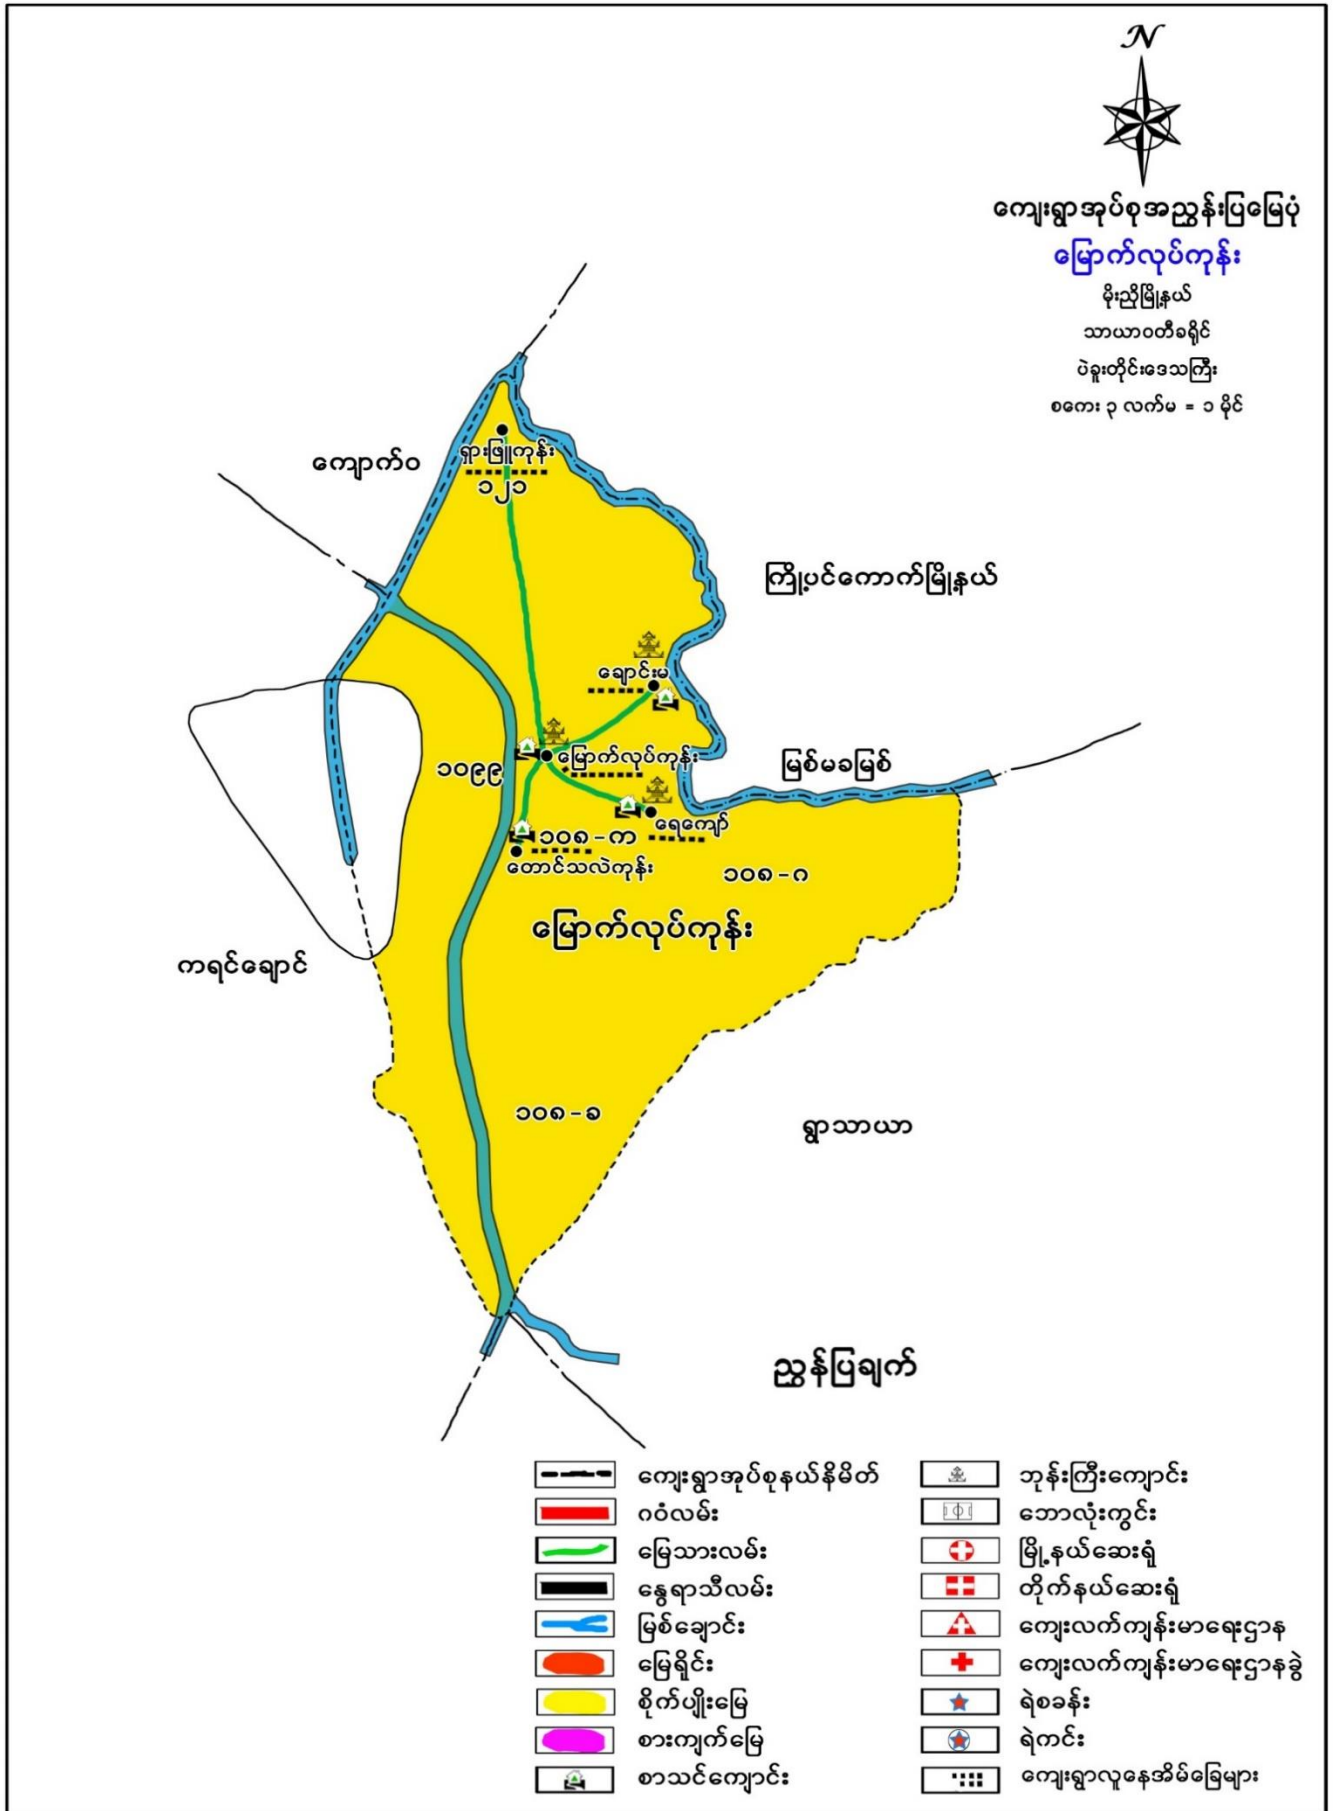 N
ကျေးရွာအုပ်စုအညွှန်းပြမြေပုံ
မြောက်လုပ်ကုန်း
မိုးညိုမြို့နယ်
သာယာဝတီခရိုင်
ပဲခူးတိုင်းဒေသကြီး
စကေး ၃ လက်မ = ၁ မိုင်
ကျောက်ဝ
ရှားဖြူကုန်း
၁၂၁
ကြို့ပင်ကောက်မြို့နယ်
ချောင်းမ
မြောက်လုပ်ကုန်း
မြစ်မခမြစ်
၁၀၉၉
ရေကျော်
၁၀၈-က
တောင်သလဲကုန်း
၁၀၈-ဂ
မြောက်လုပ်ကုန်း
ကရင်ချောင်
၁၀၈-ခ
ရွာသာယာ
ညွှန်ပြချက်
ကျေးရွာအုပ်စုနယ်နိမိတ်
ဂဝံလမ်း
မြေသားလမ်း
နွေရာသီလမ်း
မြစ်ချောင်း
မြေရိုင်း
စိုက်ပျိုးမြေ
စားကျက်မြေ
စာသင်ကျောင်း
ဘုန်းကြီးကျောင်း
ဘောလုံးကွင်း
မြို့နယ်ဆေးရုံ
တိုက်နယ်ဆေးရုံ
ကျေးလက်ကျန်းမာရေးဌာန
ကျေးလက်ကျန်းမာရေးဌာနခွဲ
ရဲစခန်း
ရဲကင်း
ကျေးရွာလူနေအိမ်ခြေများ